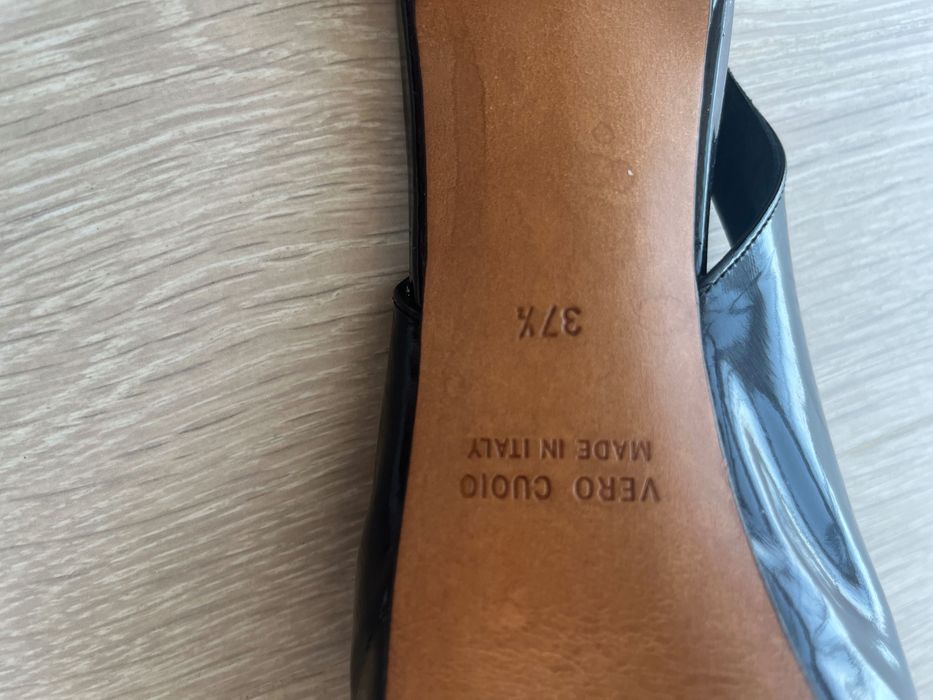 VERO CUOIO
MADE IN ITALY
37½